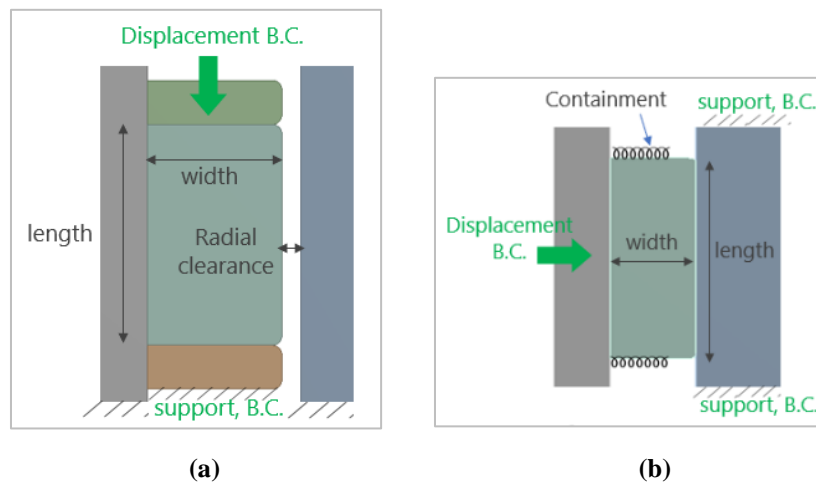 Displacement B.C.
width
length
Radial
clearance
support, B.C.
(a)
Containment
support, B.C.
Displacement
B.C.
width
length
support, B.C.
(b)